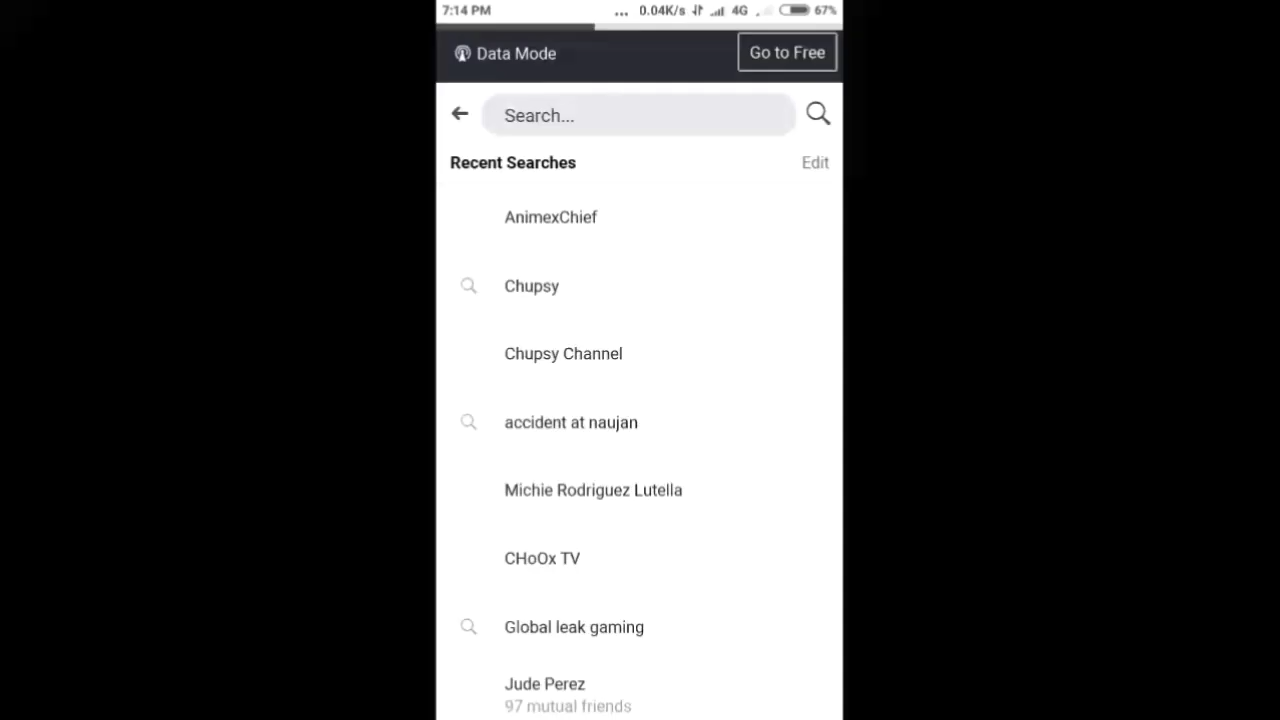 7:14 PM ... 0.04K/s 4G 67%
Data Mode Go to Free
Search...
Recent Searches Edit
AnimexChief
Chupsy
Chupsy Channel
accident at naujan
Michie Rodriguez Lutella
CHoOx TV
Global leak gaming
Jude Perez
97 mutual friends